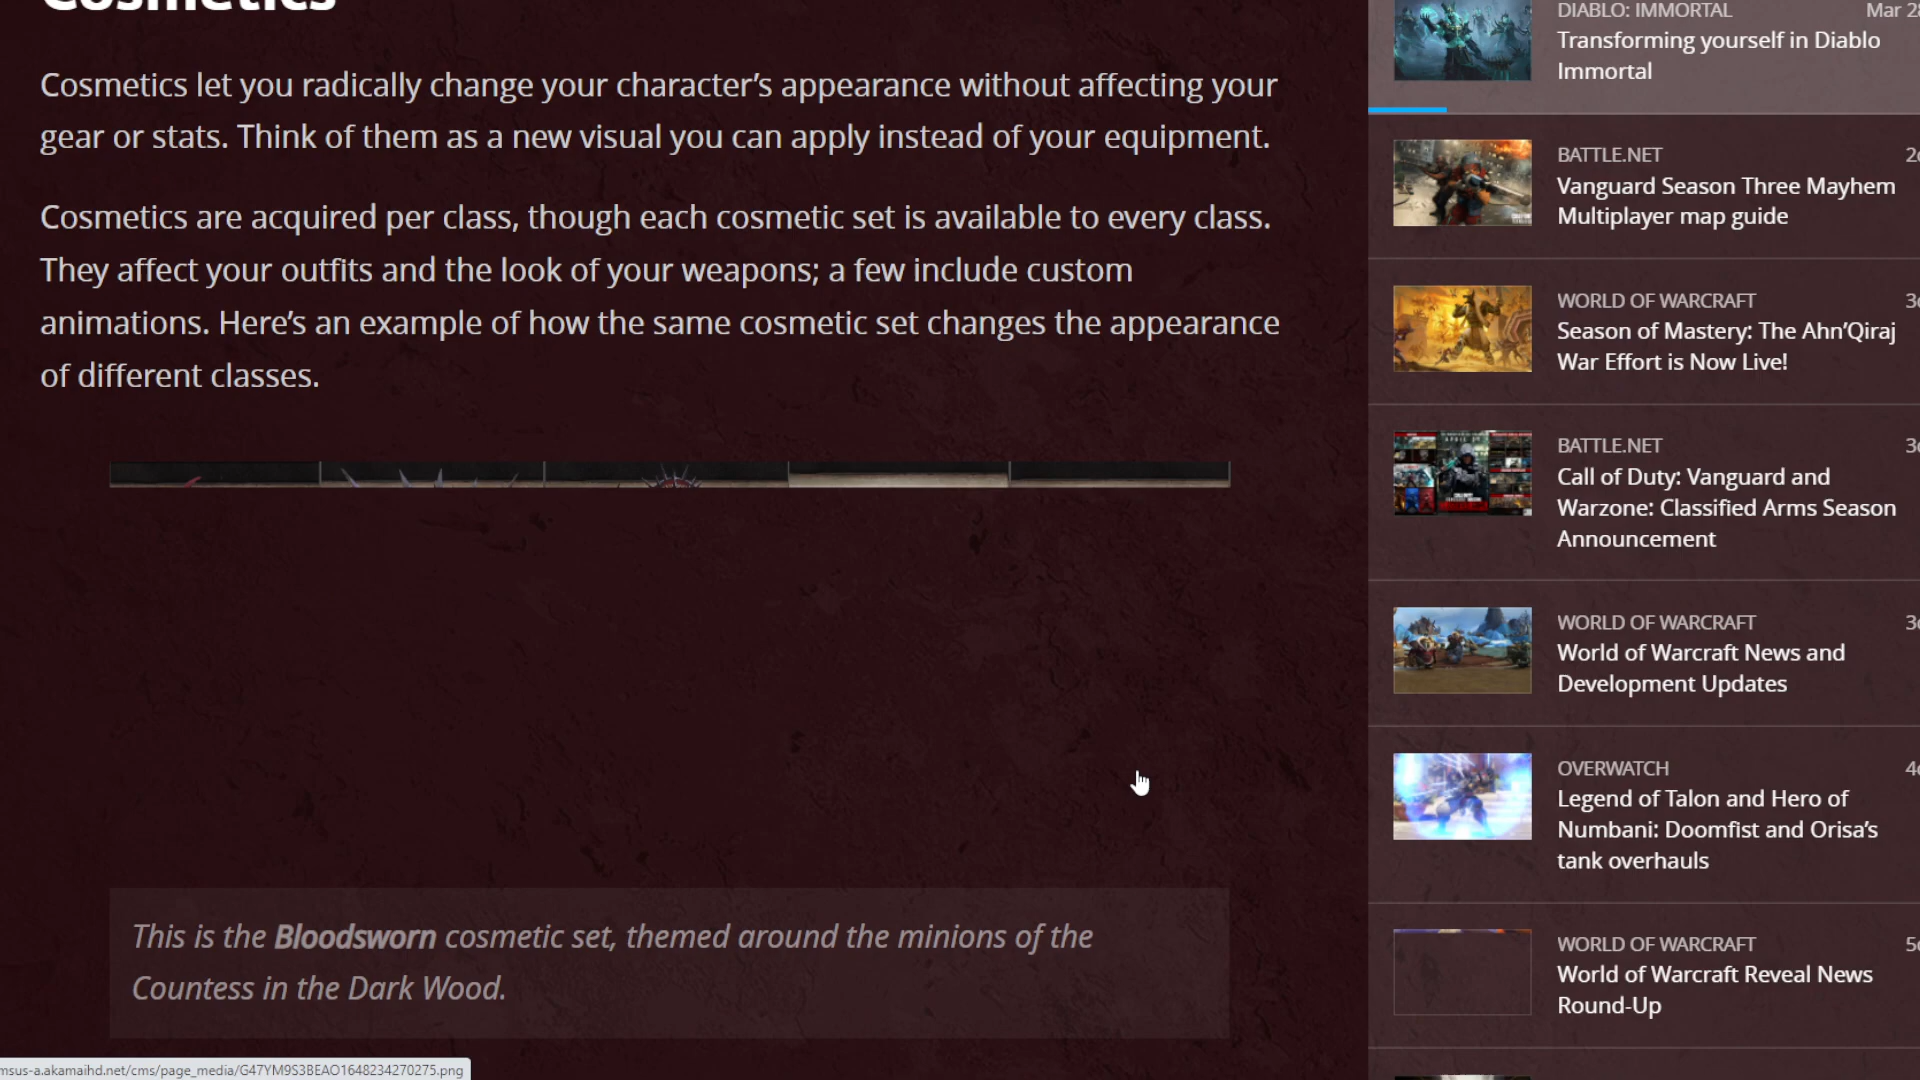 Cosmetics
Cosmetics let you radically change your character’s appearance without affecting your
gear or stats. Think of them as a new visual you can apply instead of your equipment.
Cosmetics are acquired per class, though each cosmetic set is available to every class.
They affect your outfits and the look of your weapons; a few include custom
animations. Here’s an example of how the same cosmetic set changes the appearance
of different classes.
This is the Bloodsworn cosmetic set, themed around the minions of the
Countess in the Dark Wood.
msus-a.akamaihd.net/cms/page_media/G47YM9S3BEAO1648234270275.png
DIABLO: IMMORTAL
Mar 28
Transforming yourself in Diablo
Immortal
BATTLE.NET
Vanguard Season Three Mayhem
Multiplayer map guide
WORLD OF WARCRAFT
Season of Mastery: The Ahn’Qiraj
War Effort is Now Live!
BATTLE.NET
Call of Duty: Vanguard and
Warzone: Classified Arms Season
Announcement
WORLD OF WARCRAFT
World of Warcraft News and
Development Updates
OVERWATCH
Legend of Talon and Hero of
Numbani: Doomfist and Orisa’s
tank overhauls
WORLD OF WARCRAFT
World of Warcraft Reveal News
Round-Up